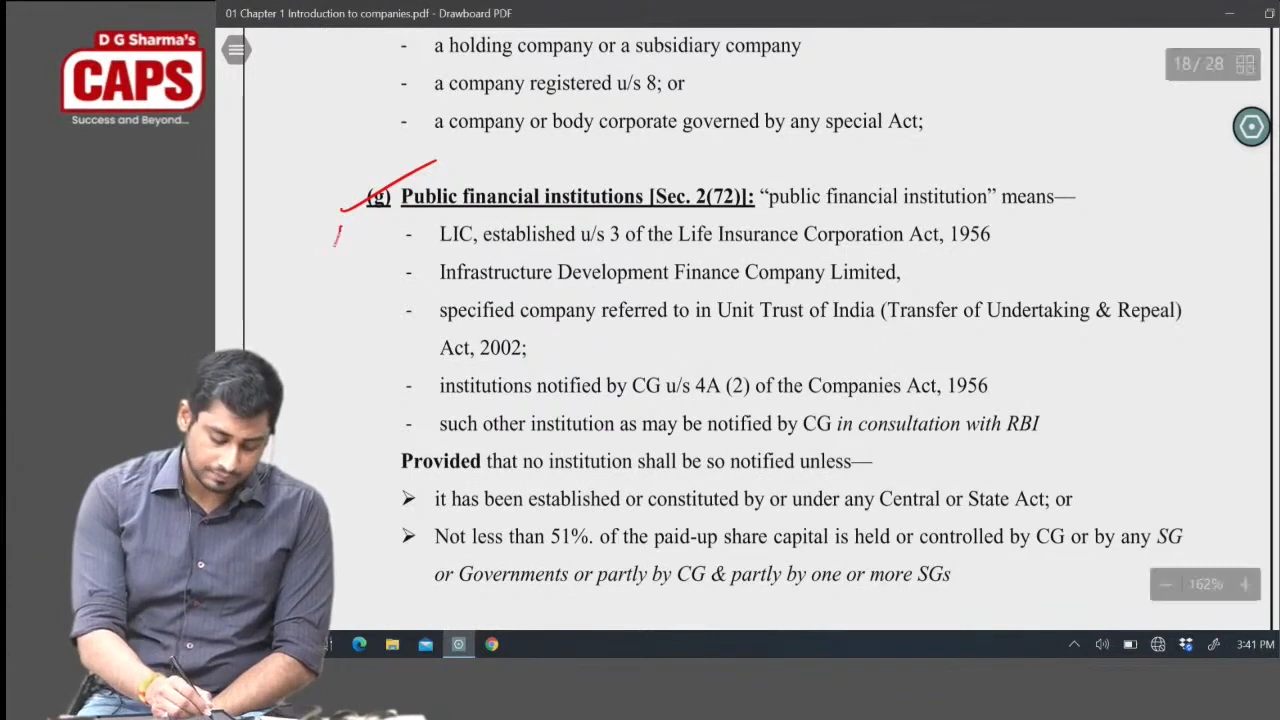 01 Chapter 1 Introduction to companies.pdf - Drawboard PDF
D G Sharma's
CAPS
Success and Beyond...
18 / 28
- a holding company or a subsidiary company
- a company registered u/s 8; or
- a company or body corporate governed by any special Act;
(g) Public financial institutions [Sec. 2(72)]: “public financial institution” means—
- LIC, established u/s 3 of the Life Insurance Corporation Act, 1956
- Infrastructure Development Finance Company Limited,
- specified company referred to in Unit Trust of India (Transfer of Undertaking & Repeal)
Act, 2002;
- institutions notified by CG u/s 4A (2) of the Companies Act, 1956
- such other institution as may be notified by CG in consultation with RBI
Provided that no institution shall be so notified unless—
➢ it has been established or constituted by or under any Central or State Act; or
➢ Not less than 51%. of the paid-up share capital is held or controlled by CG or by any SG
or Governments or partly by CG & partly by one or more SGs
162%
3:41 PM